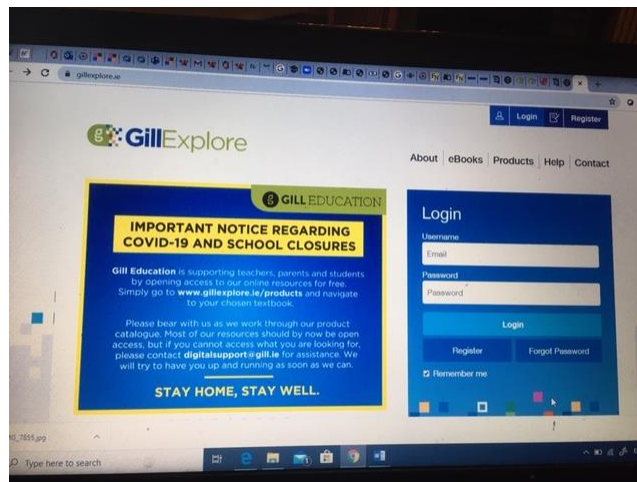 gillexplore.ie
Login
Register
GillExplore
About
eBooks
Products
Help
Contact
GILL EDUCATION
IMPORTANT NOTICE REGARDING
COVID-19 AND SCHOOL CLOSURES
Gill Education is supporting teachers, parents and students
by opening access to our online resources for free.
Simply go to www.gillexplore.ie/products and navigate
to your chosen textbook.
Please bear with us as we work through our product
catalogue. Most of our resources should by now be open
access, but if you cannot access what you are looking for,
please contact digitalsupport@gill.ie for assistance. We
will try to have you up and running as soon as we can.
STAY HOME, STAY WELL.
Login
Username
Email
Password
Password
Login
Register
Forgot Password
Remember me
Type here to search